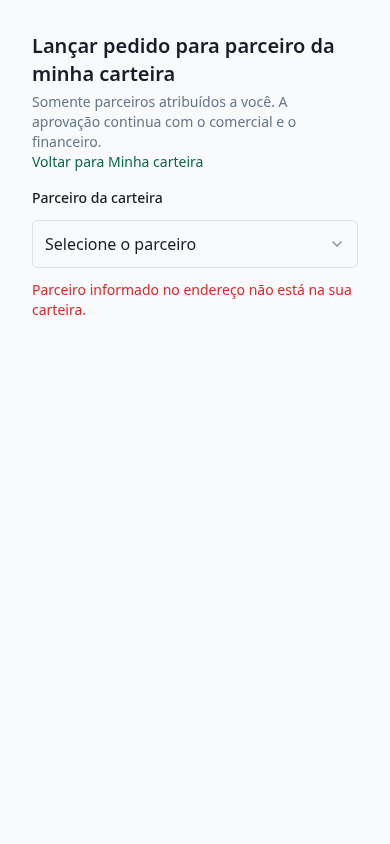 Lançar pedido para parceiro da
minha carteira
Somente parceiros atribuídos a você. A
aprovação continua com o comercial e o
financeiro.
Voltar para Minha carteira
Parceiro da carteira
Selecione o parceiro
Parceiro informado no endereço não está na sua
carteira.